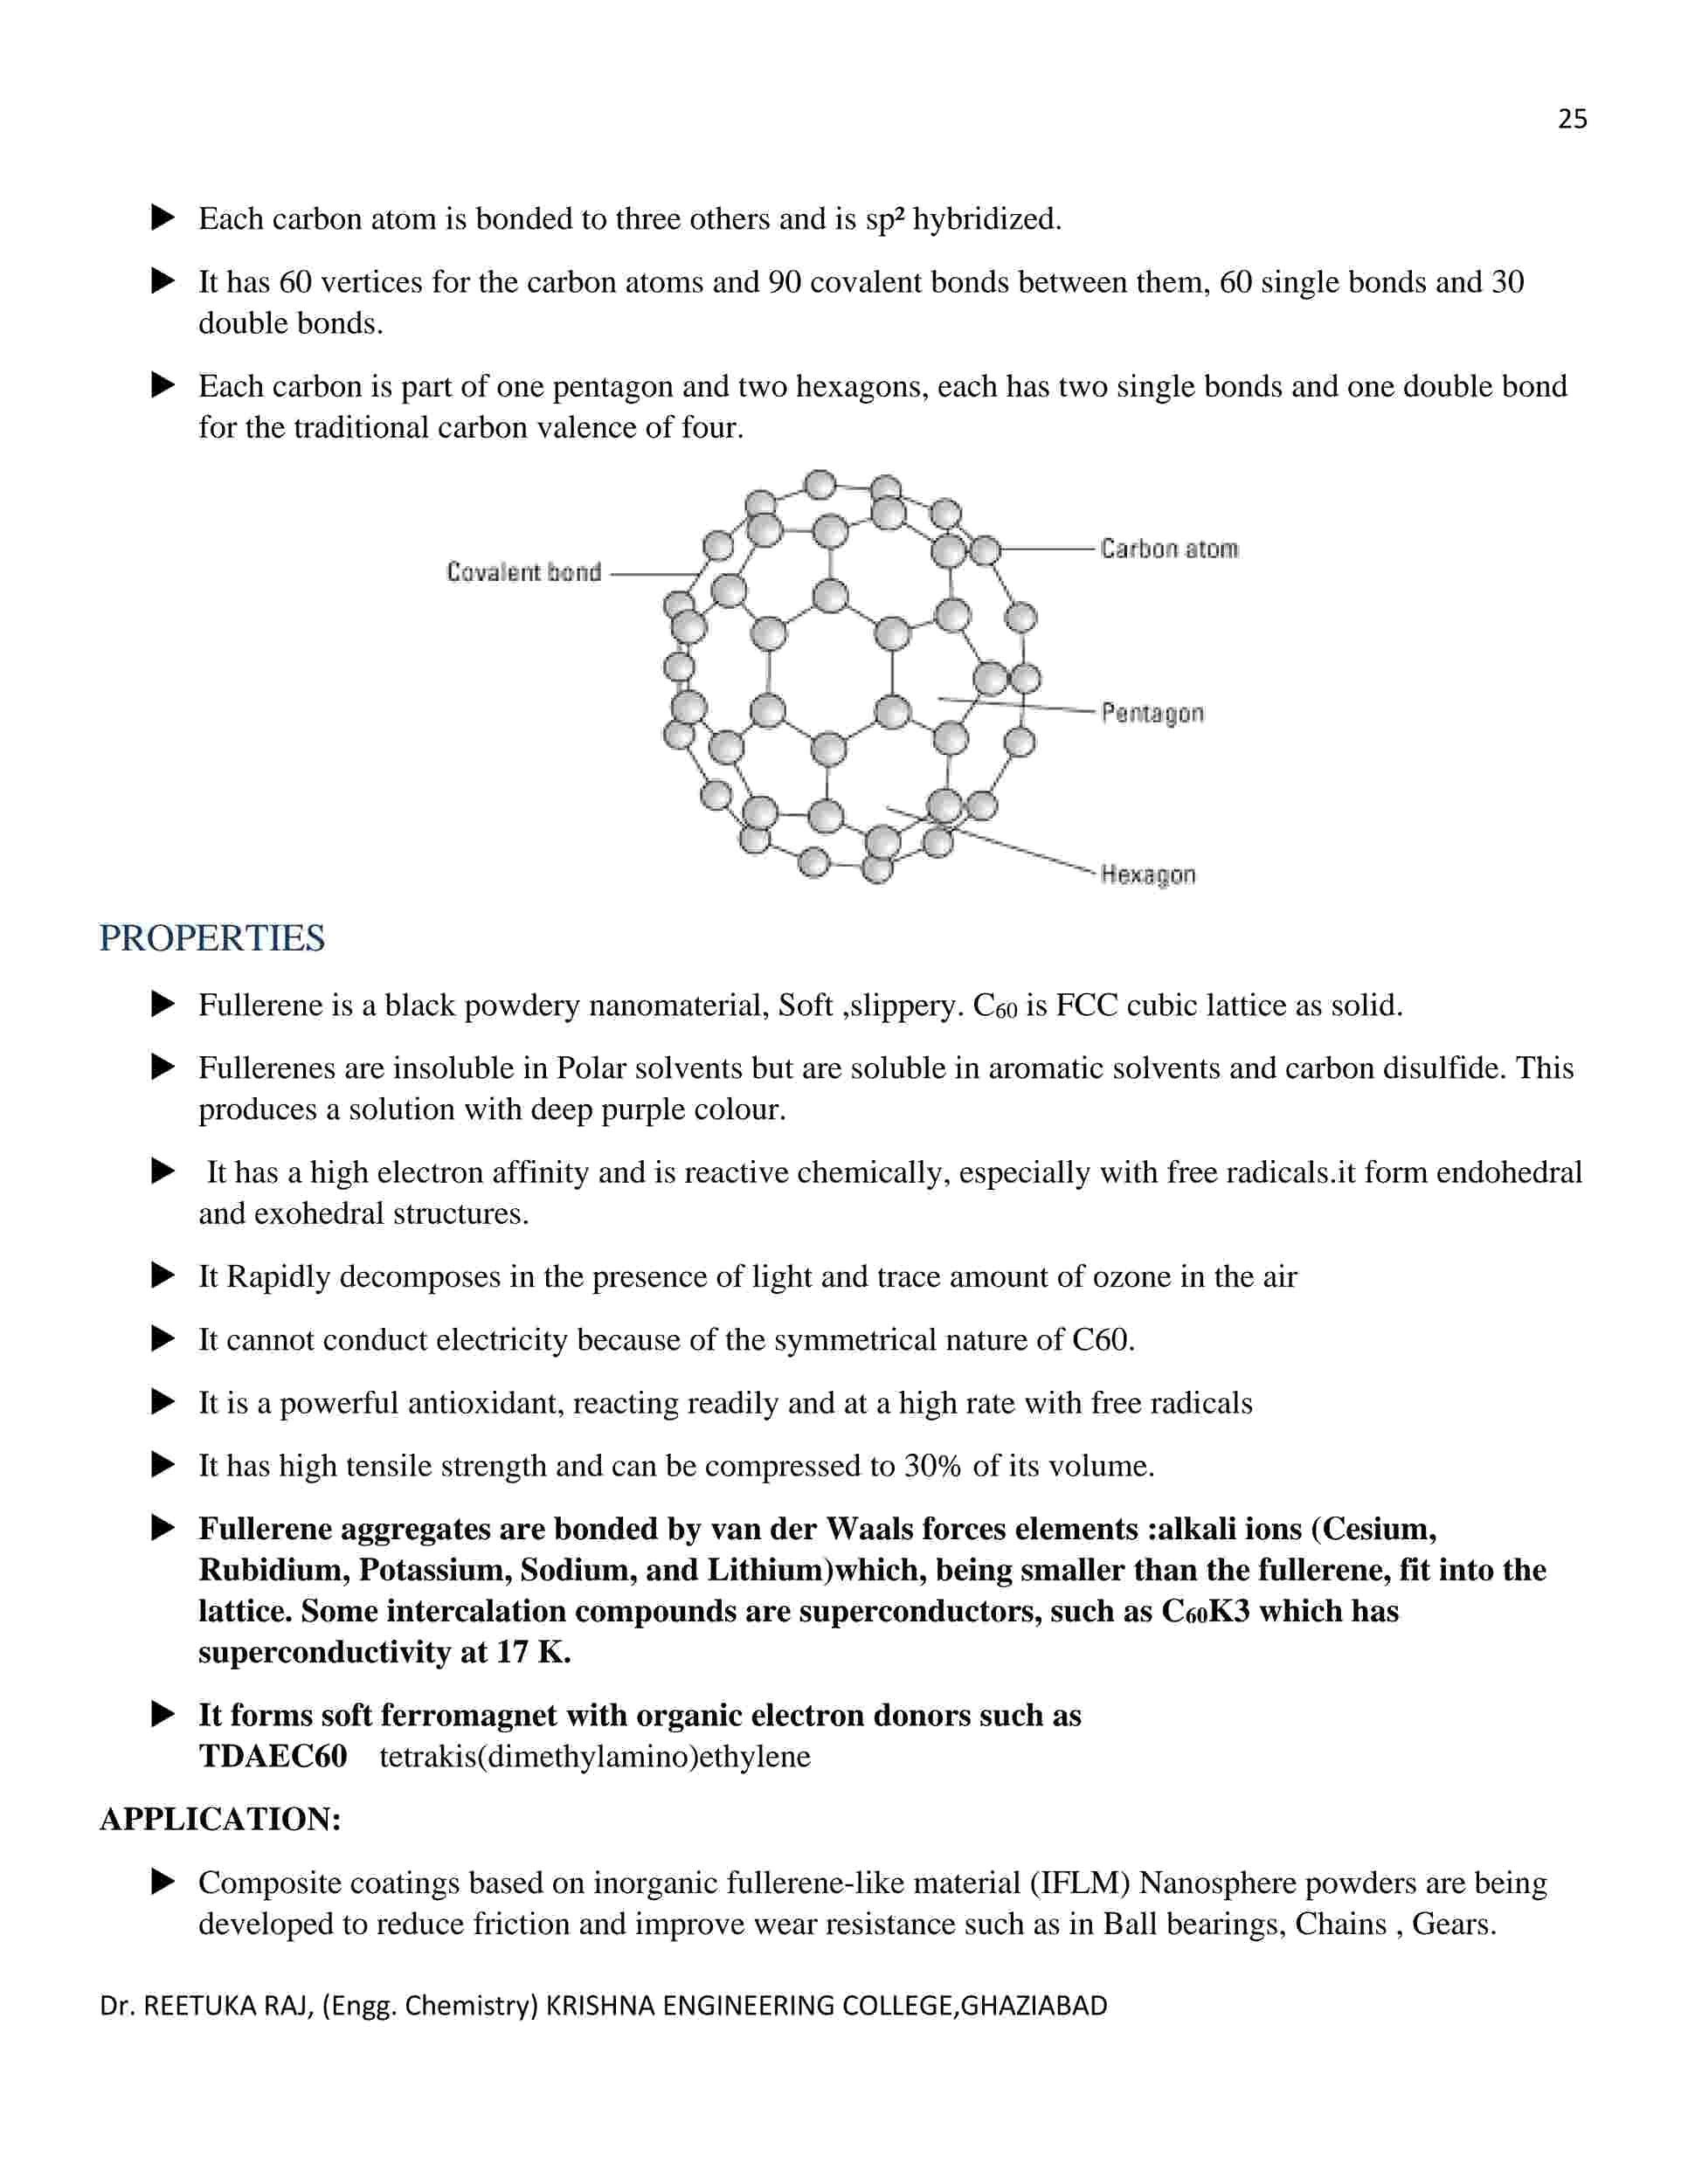 25
▶ Each carbon atom is bonded to three others and is sp² hybridized.
▶ It has 60 vertices for the carbon atoms and 90 covalent bonds between them, 60 single bonds and 30
double bonds.
▶ Each carbon is part of one pentagon and two hexagons, each has two single bonds and one double bond
for the traditional carbon valence of four.
Carbon atom
Covalent bond
Pentagon
Hexagon
PROPERTIES
▶ Fullerene is a black powdery nanomaterial, Soft ,slippery. C₆₀ is FCC cubic lattice as solid.
▶ Fullerenes are insoluble in Polar solvents but are soluble in aromatic solvents and carbon disulfide. This
produces a solution with deep purple colour.
▶ It has a high electron affinity and is reactive chemically, especially with free radicals.it form endohedral
and exohedral structures.
▶ It Rapidly decomposes in the presence of light and trace amount of ozone in the air
▶ It cannot conduct electricity because of the symmetrical nature of C60.
▶ It is a powerful antioxidant, reacting readily and at a high rate with free radicals
▶ It has high tensile strength and can be compressed to 30% of its volume.
▶ Fullerene aggregates are bonded by van der Waals forces elements :alkali ions (Cesium,
Rubidium, Potassium, Sodium, and Lithium)which, being smaller than the fullerene, fit into the
lattice. Some intercalation compounds are superconductors, such as C₆₀K3 which has
superconductivity at 17 K.
▶ It forms soft ferromagnet with organic electron donors such as
TDAEC60 tetrakis(dimethylamino)ethylene
APPLICATION:
▶ Composite coatings based on inorganic fullerene-like material (IFLM) Nanosphere powders are being
developed to reduce friction and improve wear resistance such as in Ball bearings, Chains , Gears.
Dr. REETUKA RAJ, (Engg. Chemistry) KRISHNA ENGINEERING COLLEGE,GHAZIABAD